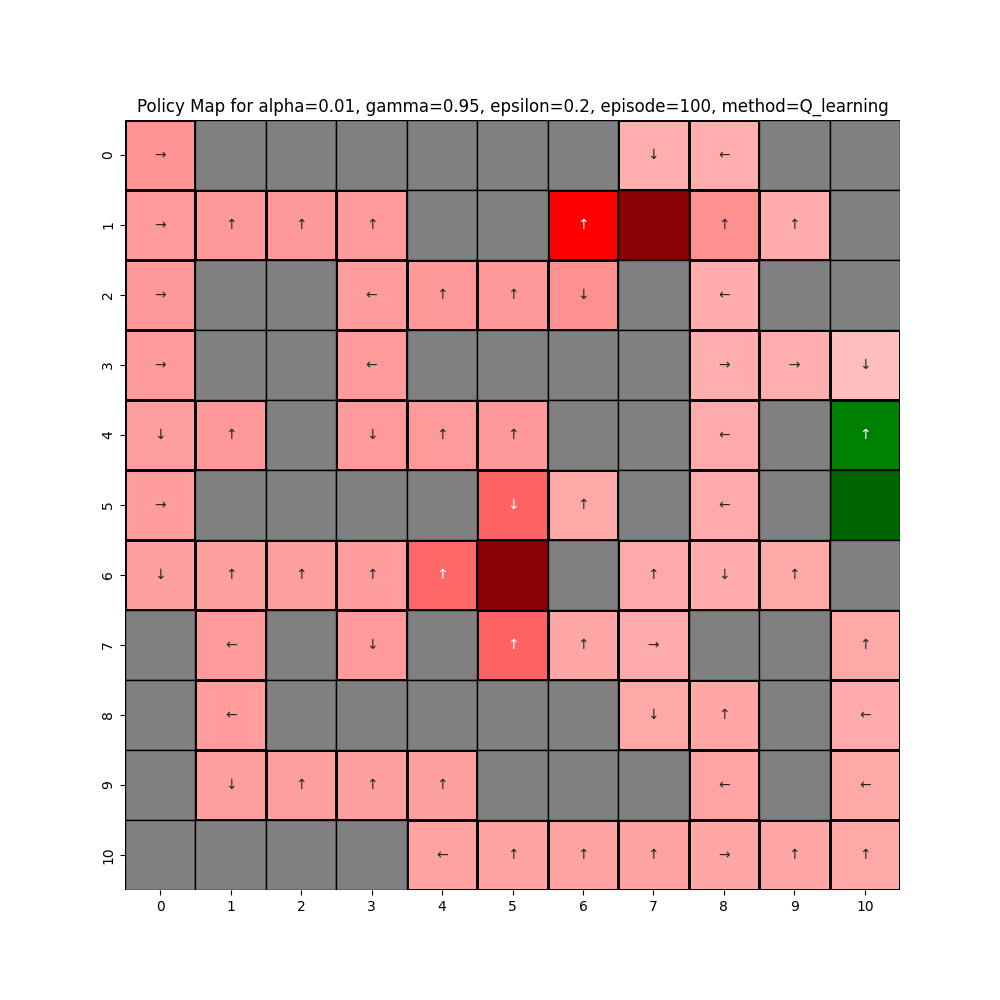 Policy Map for alpha=0.01, gamma=0.95, epsilon=0.2, episode=100, method=Q_learning
0 → ↓ ←
1 → ↑ ↑ ↑ ↑ ↑ ↑
2 → ← ↑ ↑ ↓ ←
3 → ← → → ↓
4 ↓ ↑ ↓ ↑ ↑ ← ↑
5 → ↓ ↑ ←
6 ↓ ↑ ↑ ↑ ↑ ↑ ↓ ↑
7 ← ↓ ↑ ↑ → ↑
8 ← ↓ ↑ ←
9 ↓ ↑ ↑ ↑ ← ←
10 ← ↑ ↑ ↑ → ↑ ↑
0 1 2 3 4 5 6 7 8 9 10